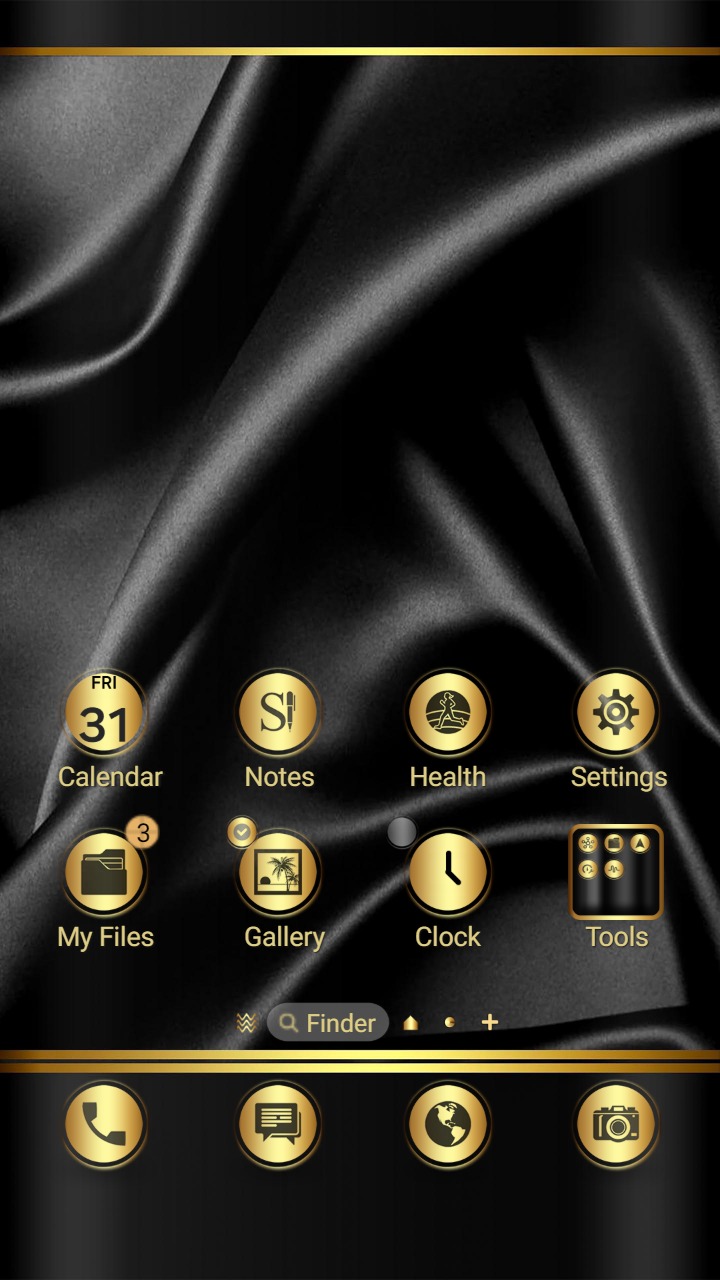 FRI
31
Calendar
Notes
Health
Settings
3
My Files
Gallery
Clock
Tools
Finder